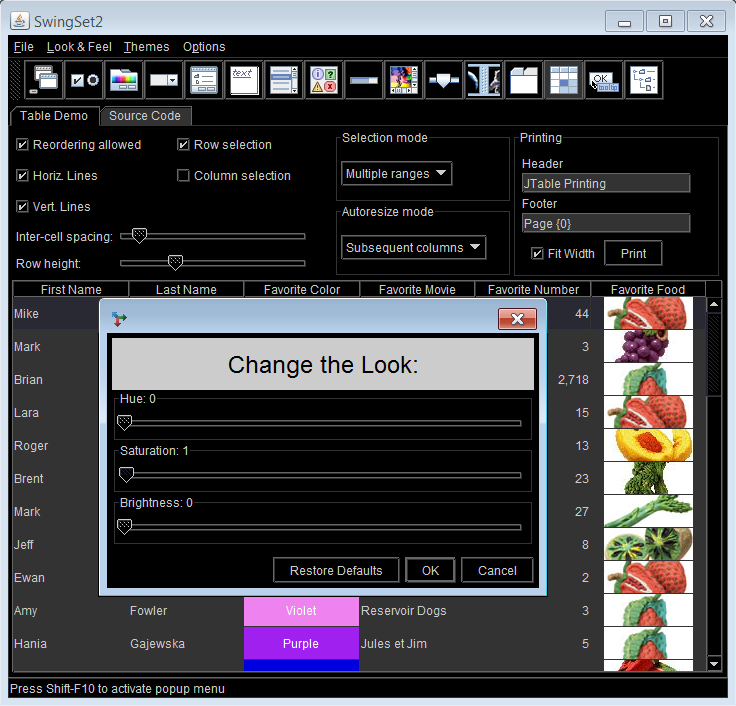 SwingSet2
File Look & Feel Themes Options
text
OK
tooltip
Table Demo Source Code
Reordering allowed
Row selection
Horiz. Lines
Column selection
Vert. Lines
Inter-cell spacing:
Row height:
Selection mode
Multiple ranges
Autoresize mode
Subsequent columns
Printing
Header
JTable Printing
Footer
Page {0}
Fit Width Print
First Name Last Name Favorite Color Favorite Movie Favorite Number Favorite Food
Mike 44
Mark 3
Brian 2,718
Lara 15
Roger 13
Brent 23
Mark 27
Jeff 8
Ewan 2
Change the Look:
Hue: 0
Saturation: 1
Brightness: 0
Restore Defaults OK Cancel
Amy Fowler Violet Reservoir Dogs 3
Hania Gajewska Purple Jules et Jim 5
Press Shift-F10 to activate popup menu